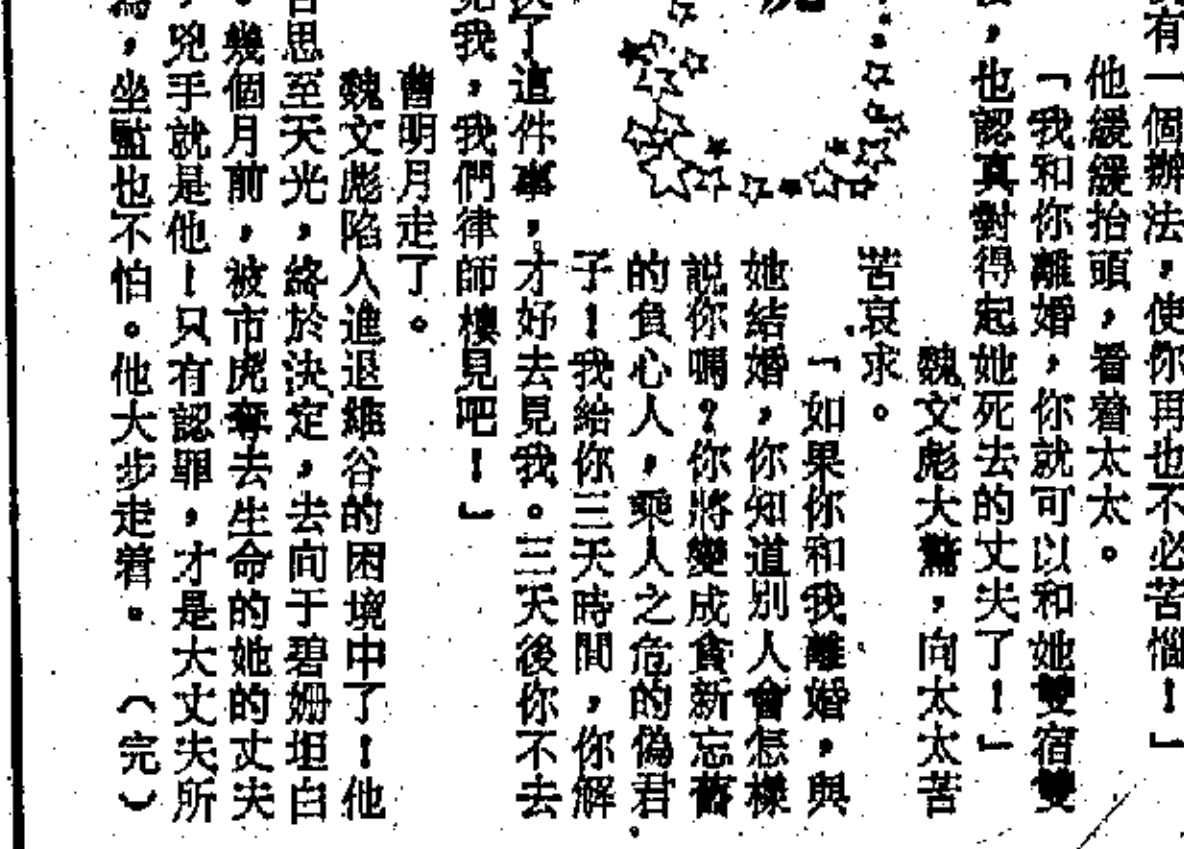 有一個辦法，使你再也不必苦惱！」
他緩緩抬頭，看着太太。
「我和你離婚，你就可以和她雙宿雙
，也認真對得起她死去的丈夫了！」
魏文彪大驚，向太太苦
苦哀求。
「如果你和我離婚，與
她結婚，你知道別人會怎樣
說你嗎？你將變成貪新忘舊
的負心人，乘人之危的偽君
子！我給你三天時間，你解
了這件事，才好去見我。三天後你不去
我，我們律師樓見吧！」
曹明月走了。
魏文彪陷入進退維谷的困境中了！他
思至天光，終於決定，去向于碧姍坦白
。幾個月前，被市虎奪去生命的她的丈夫
，兇手就是他！只有認罪，才是大丈夫所
，坐監也不怕。他大步走着。（完）